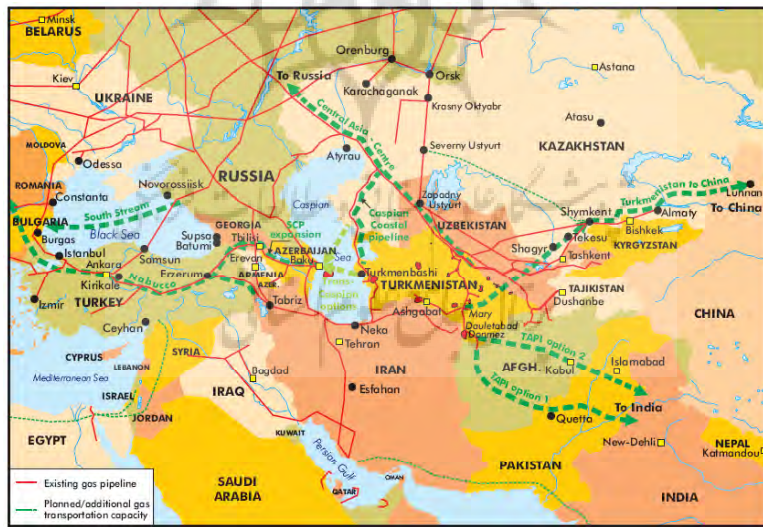 Minsk
BELARUS
Orenburg
Orsk
To Russia
Astana
Karachaganak
Kiev
Krosny Oktyabr
UKRAINE
Central Asia - Centre
Atasu
MOLDOVA
Atyrau
Severny Ustyurt
KAZAKHSTAN
Odessa
RUSSIA
ROMANIA
Novorossiisk
Lunnan
Constanta
Zapadny
Ustyurt
Turkmenistan to China
To China
South Stream
Caspian
Shymkent
BULGARIA
GEORGIA
SCP
expansion
Caspian
Coastal
pipeline
UZBEKISTAN
Almaty
Burgas
Black Sea
Supsa
Batumi
Tbilisi
Bishkek
Tekesu
KYRGYZSTAN
Istanbul
AZERBAIJAN
Sea
Shagyr
Tashkent
Ankara
Samsun
Erevan
Baku
Turkmenbashi
TURKMENISTAN
Kirikale
Nabucco
Erzerum
ARMENIA
AZER.
Trans-
Caspian
options
TAJIKISTAN
Izmir
TURKEY
Tabriz
Ashgabat
Mary
Dushanbe
Dauletabad
Donmez
CHINA
Ceyhan
Neka
Tehran
TAPI option 2
CYPRUS
SYRIA
AFGH.
Kabul
Islamabad
LEBANON
Mediterranean Sea
Bagdad
IRAN
TAPI option 1
ISRAEL
IRAQ
Esfahan
To India
JORDAN
Quetta
EGYPT
KUWAIT
New-Dehli
NEPAL
Katmandou
Persian Gulf
PAKISTAN
SAUDI
ARABIA
QATAR
OMAN
INDIA
Existing gas pipeline
Planned/additional gas
transportation capacity